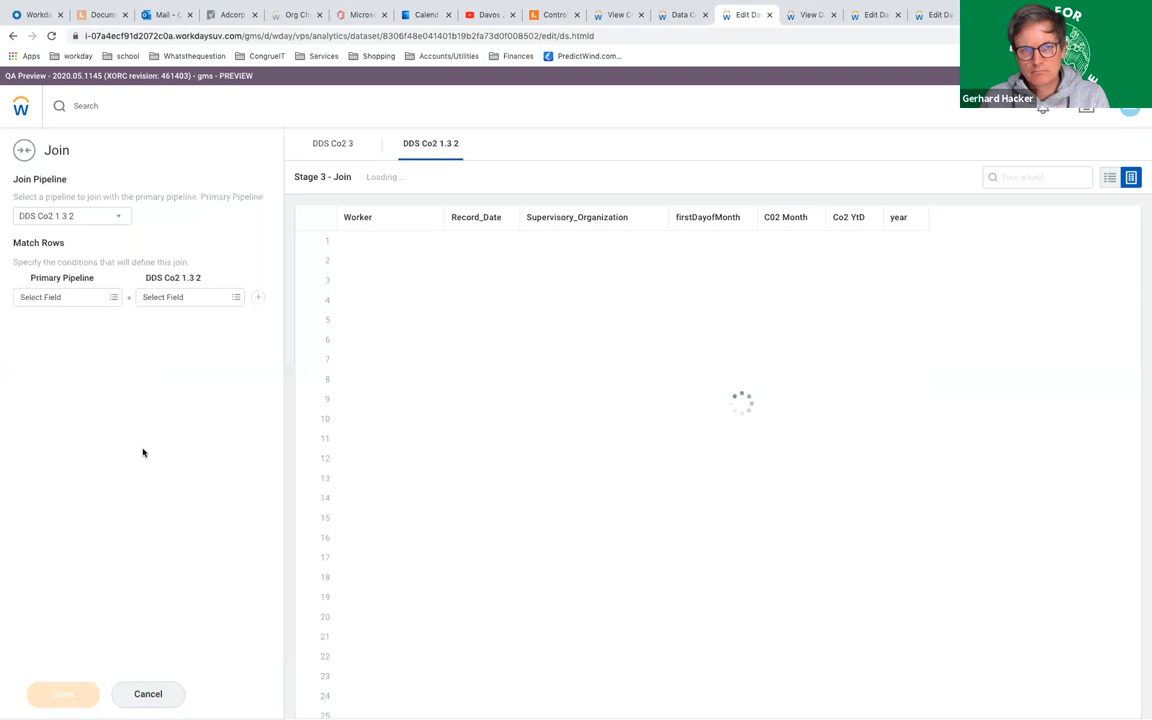 Workda
Docume
Mail -
Adcorp
Org Ch
Micros
Calend
Daves
Contro
View C
Data C
Edit Da
View D
Edit Da
Edit Da
i-07a4ecf91d2072c0a.workdaysuv.com/gms/d/wday/vps/analytics/dataset/8306f48e041401b19b2fa73d0f008502/edit/ds.htmld
Apps
workday
school
Whatsthequestion
CongrueIT
Services
Shopping
Accounts/Utilities
Finances
PredictWind.com...
QA Preview - 2020.05.1145 (XORC revision: 461403) - gms - PREVIEW
FOR
Gerhard Hacker
Search
Join
Join Pipeline
Select a pipeline to join with the primary pipeline. Primary Pipeline
DDS Co2 1.3 2
Match Rows
Specify the conditions that will define this join.
Primary Pipeline
DDS Co2 1.3 2
Select Field
=
Select Field
Done
Cancel
DDS Co2 3
DDS Co2 1.3 2
Stage 3 - Join
Loading...
Find a field
Worker
Record_Date
Supervisory_Organization
firstDayofMonth
C02 Month
Co2 YtD
year
1
2
3
4
5
6
7
8
9
10
11
12
13
14
15
16
17
18
19
20
21
22
23
24
25